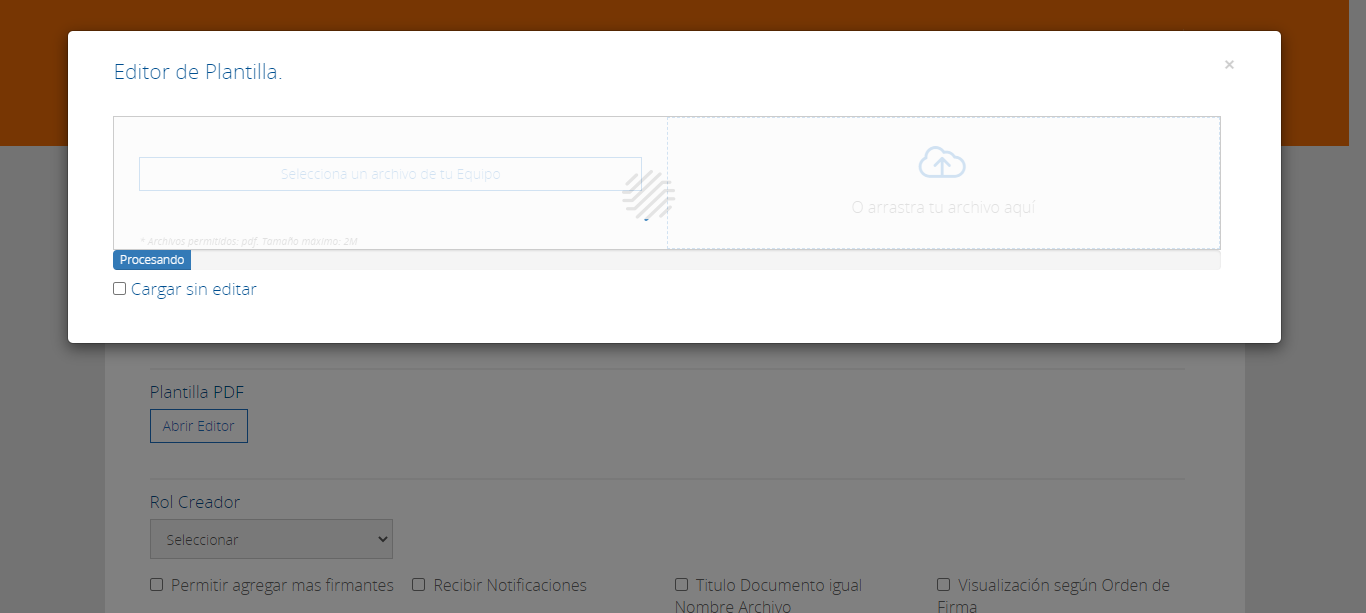 Editor de Plantilla.
×
Selecciona un archivo de tu Equipo
O arrastra tu archivo aquí
* Archivos permitidos: pdf. Tamaño maximo: 2M
Procesando
Cargar sin editar
Plantilla PDF
Abrir Editor
Rol Creador
Seleccionar
Permitir agregar mas firmantes
Recibir Notificaciones
Titulo Documento igual
Nombre Archivo
Visualización según Orden de
Firma